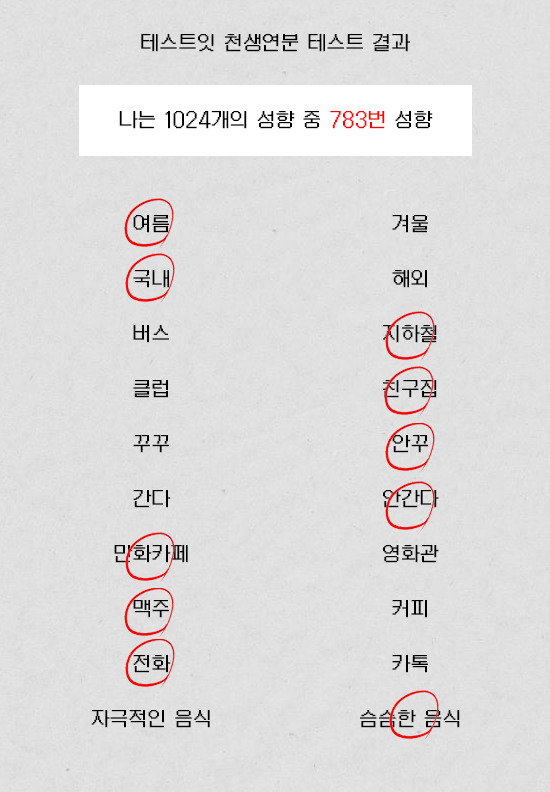 테스트잇 천생연분 테스트 결과
나는 1024개의 성향 중 783번 성향
여름 겨울
국내 해외
버스 지하철
클럽 친구집
꾸꾸 안꾸
간다 안간다
만화카페 영화관
맥주 커피
전화 카톡
자극적인 음식 슴슴한 음식